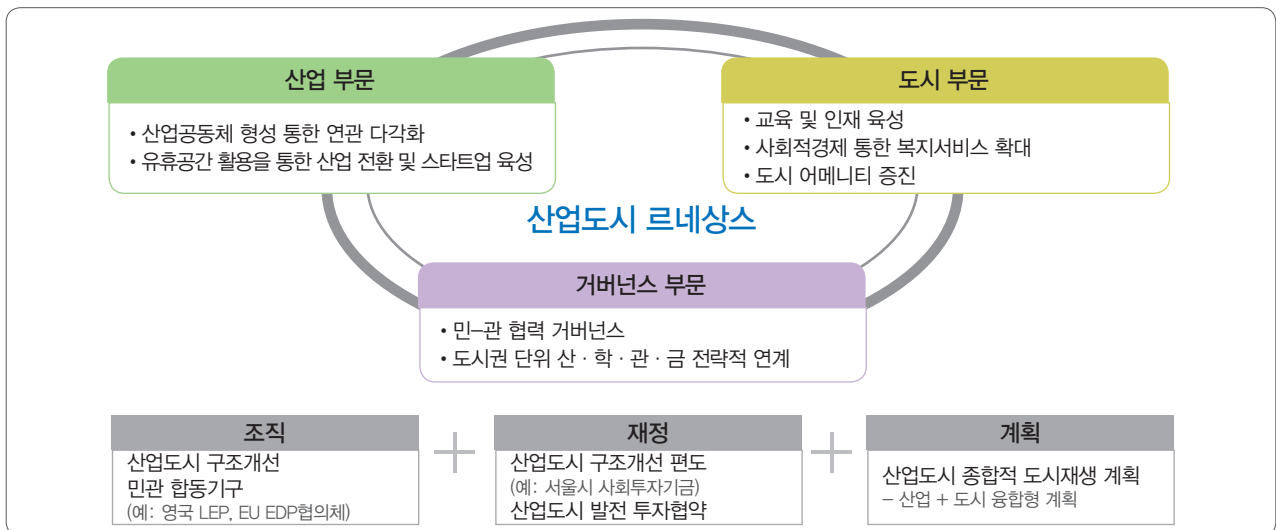 산업 부문
• 산업공동체 형성 통한 연관 다각화
• 유휴공간 활용을 통한 산업 전환 및 스타트업 육성
도시 부문
• 교육 및 인재 육성
• 사회적경제 통한 복지서비스 확대
• 도시 어메니티 증진
산업도시 르네상스
거버넌스 부문
• 민–관 협력 거버넌스
• 도시권 단위 산 · 학 · 관 · 금 전략적 연계
조직
산업도시 구조개선
민관 합동기구
(예: 영국 LEP, EU EDP협의체)
+
재정
산업도시 구조개선 편도
(예: 서울시 사회투자기금)
산업도시 발전 투자협약
+
계획
산업도시 종합적 도시재생 계획
– 산업 + 도시 융합형 계획